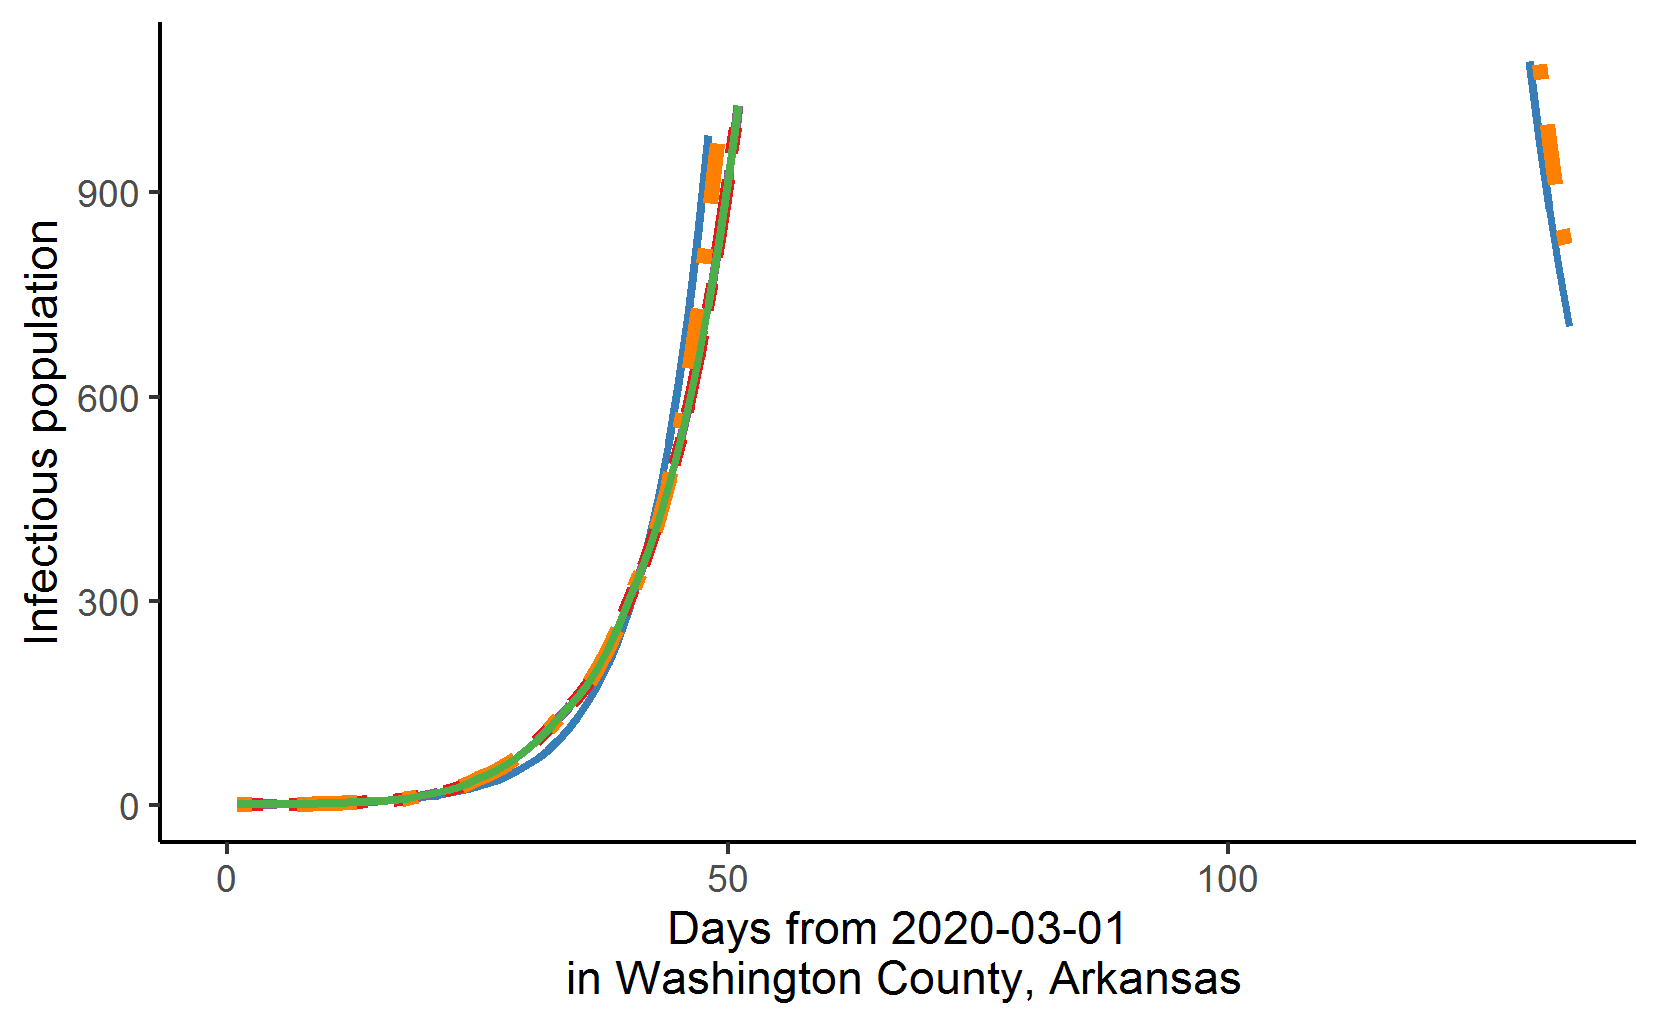 Infectious population
900
600
300
0
0 50 100
Days from 2020-03-01
in Washington County, Arkansas